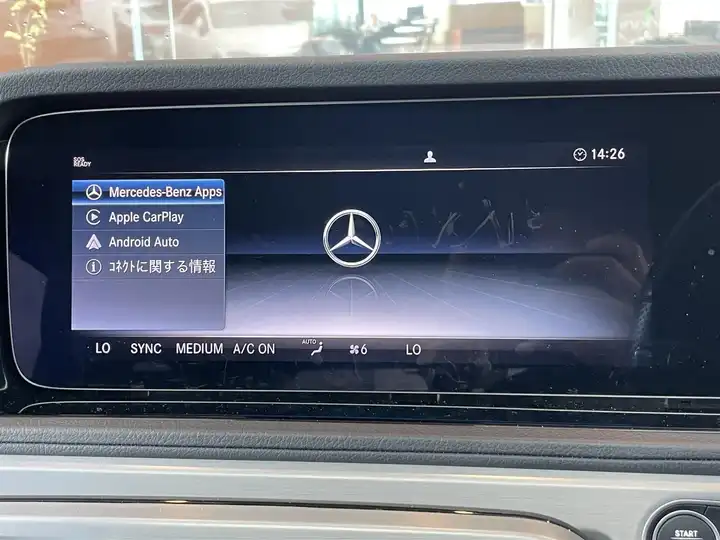 SOS
READY
14:26
Mercedes-Benz Apps
Apple CarPlay
Android Auto
ｺﾈｸﾄに関する情報
LO SYNC MEDIUM A/C ON AUTO 6 LO
START